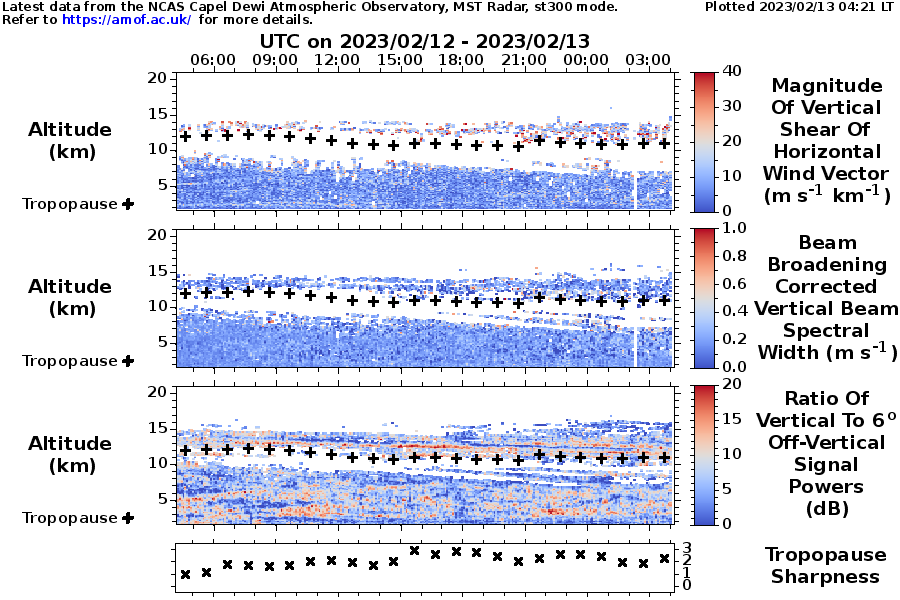 Latest data from the NCAS Capel Dewi Atmospheric Observatory, MST Radar, st300 mode.
Plotted 2023/02/13 04:21 LT
Refer to https://amof.ac.uk/ for more details.
UTC on 2023/02/12 - 2023/02/13
06:00 09:00 12:00 15:00 18:00 21:00 00:00 03:00
20
15
10
5
Altitude
(km)
Tropopause +
40
30
20
10
0
Magnitude
Of Vertical
Shear Of
Horizontal
Wind Vector
(m s-1 km-1)
20
15
10
5
Altitude
(km)
Tropopause +
1.0
0.8
0.6
0.4
0.2
0.0
Beam
Broadening
Corrected
Vertical Beam
Spectral
Width (m s-1)
20
15
10
5
Altitude
(km)
Tropopause +
20
15
10
5
0
Ratio Of
Vertical To 6o
Off-Vertical
Signal
Powers
(dB)
3
2
1
0
Tropopause
Sharpness